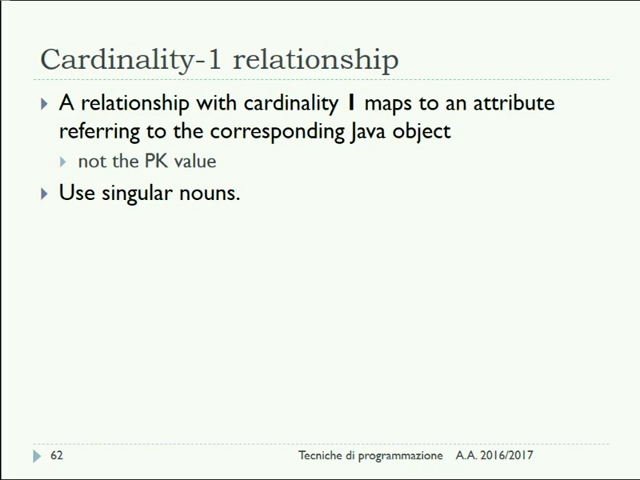 Cardinality-1 relationship
A relationship with cardinality 1 maps to an attribute
referring to the corresponding Java object
not the PK value
Use singular nouns.
62
Tecniche di programmazione A.A. 2016/2017